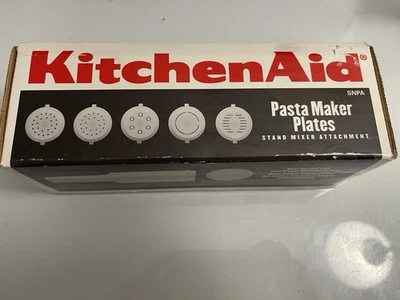 KitchenAid®
SNPA
Pasta Maker
Plates
STAND MIXER ATTACHMENT